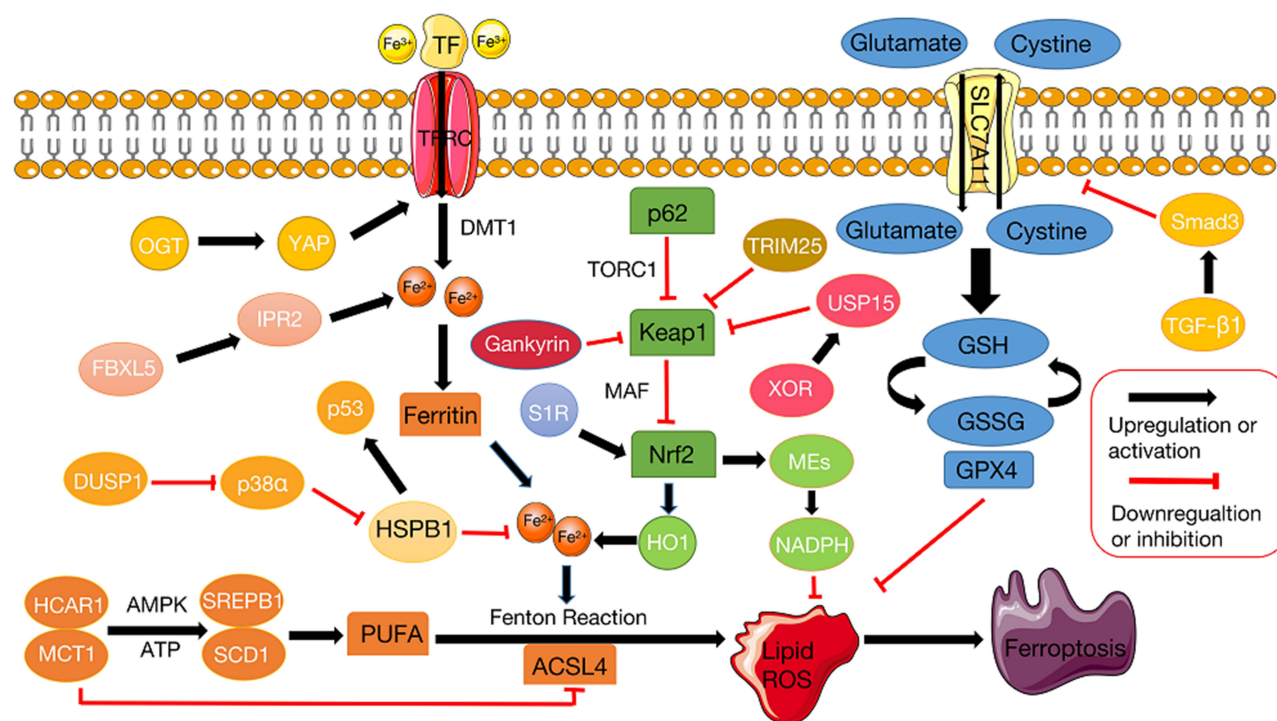 Fe3+
TF
Fe3+
Glutamate
Cystine
TFRC
SLC7A11
p62
Glutamate
Cystine
Smad3
OGT
YAP
DMT1
TORC1
TRIM25
Fe2+
Fe2+
IPR2
USP15
TGF-β1
FBXL5
Gankyrin
Keap1
GSH
XOR
MAF
p53
Ferritin
S1R
Upregulation or
activation
Nrf2
MEs
GSSG
GPX4
DUSP1
p38α
HSPB1
Fe2+
Fe2+
HO1
NADPH
Downregualtion
or inhibition
HCAR1
AMPK
SREPB1
MCT1
ATP
SCD1
PUFA
Fenton Reaction
ACSL4
Lipid
ROS
Ferroptosis